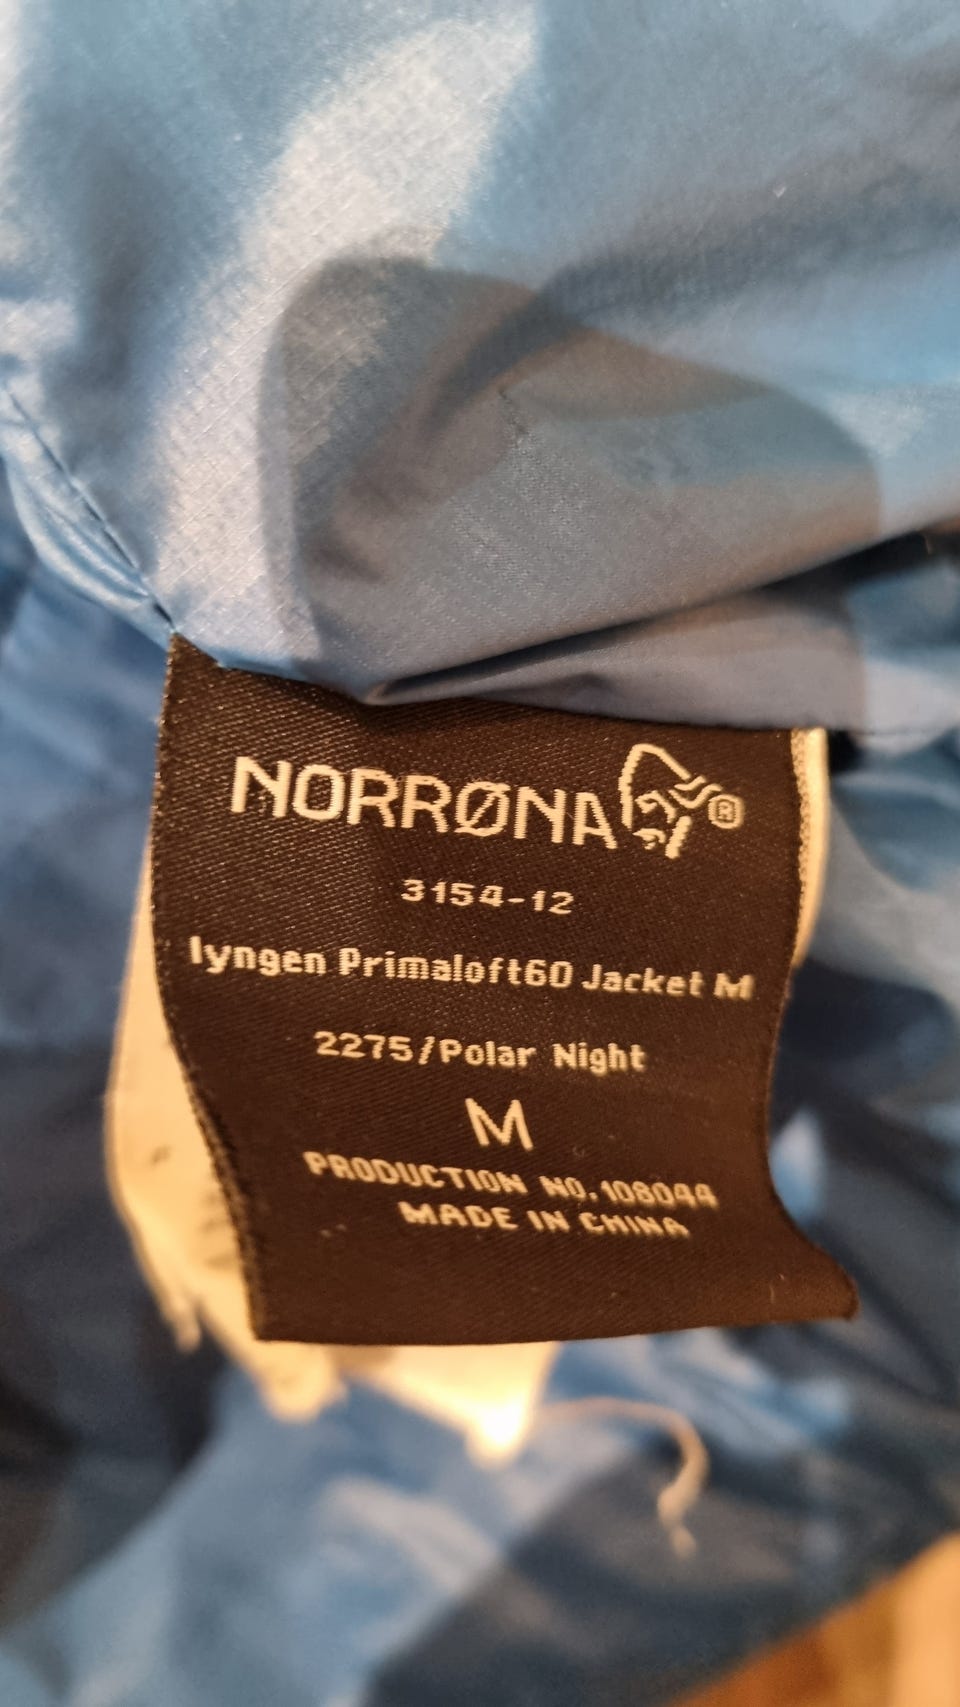 NORRØNA®
3154-12
lyngen Primaloft60 Jacket M
2275/Polar Night
M
PRODUCTION NO.108044
MADE IN CHINA